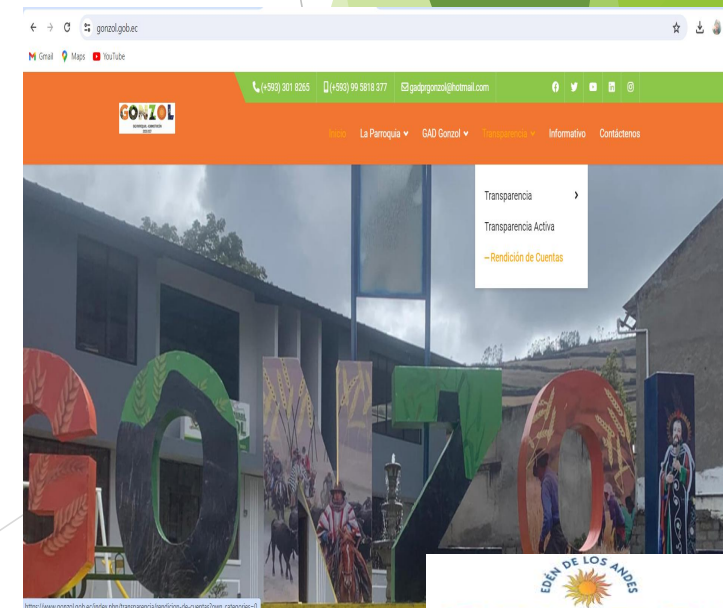 gonzol.gob.ec
Gmail Maps YouTube
(+593) 301 8265 (+593) 99 5818 377 gadprgonzol@hotmail.com
GONZOL
Inicio La Parroquia GAD Gonzol Transparencia Informativo Contáctenos
Transparencia
Transparencia Activa
– Rendición de Cuentas
GONZOL
EDÉN DE LOS ANDES